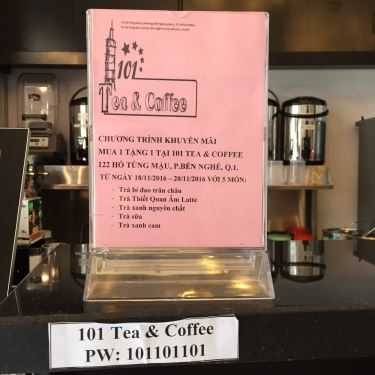 101
Tea & Coffee
CHƯƠNG TRÌNH KHUYẾN MÃI
MUA 1 TẶNG 1 TẠI 101 TEA & COFFEE
122 HỒ TÙNG MẬU, P.BẾN NGHÉ, Q.1.
TỪ NGÀY 18/11/2016 – 20/11/2016 VỚI 5 MÓN:
- Trà bí đao trân châu
- Trà Thiết Quan Âm Latte
- Trà xanh nguyên chất
- Trà sữa
- Trà xanh cam
101 Tea & Coffee
PW: 101101101